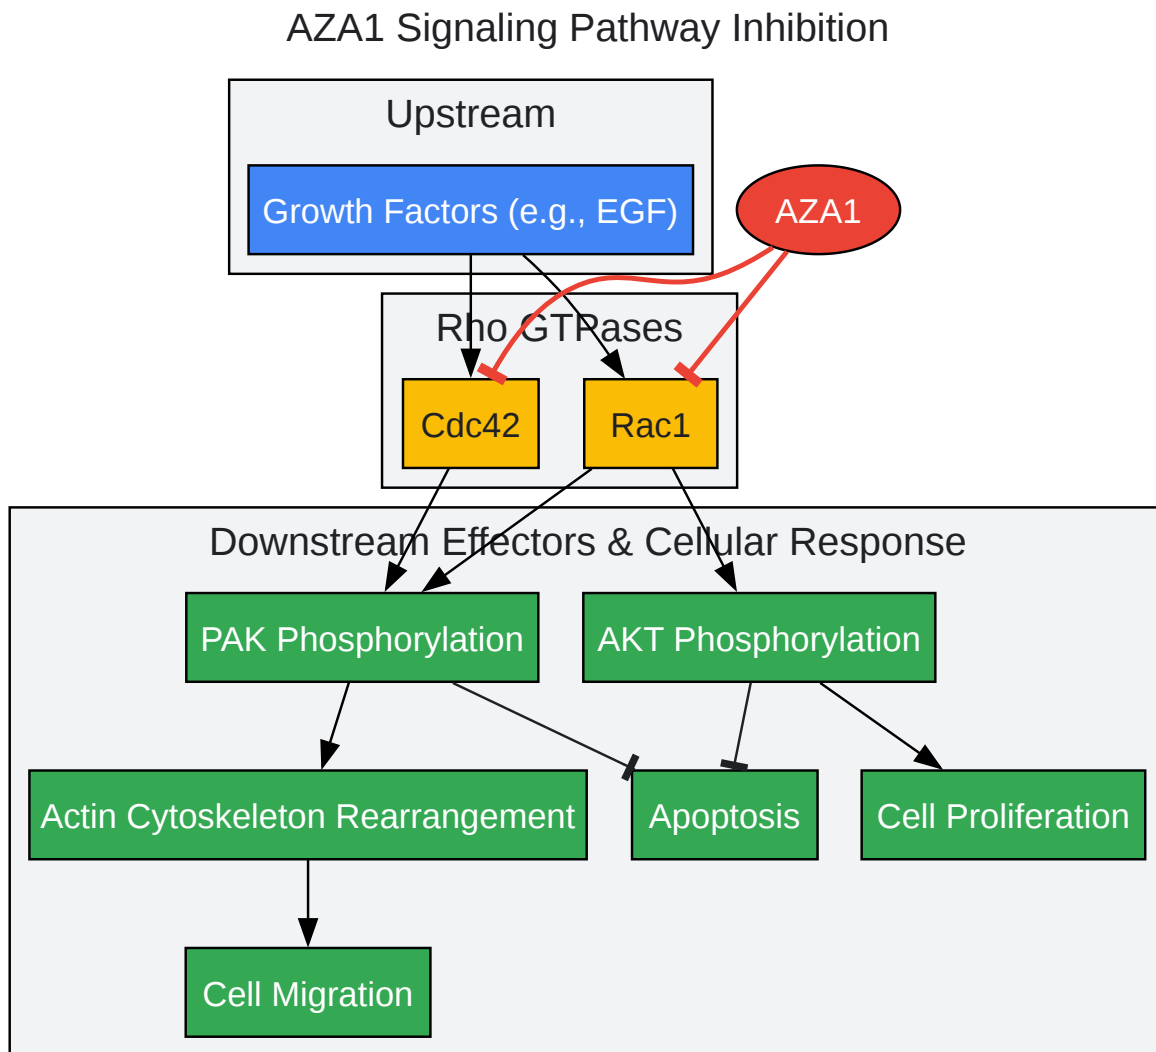 AZA1 Signaling Pathway Inhibition
Upstream
Growth Factors (e.g., EGF)
AZA1
Rho GTPases
Cdc42
Rac1
Downstream Effectors & Cellular Response
PAK Phosphorylation
AKT Phosphorylation
Actin Cytoskeleton Rearrangement
Apoptosis
Cell Proliferation
Cell Migration